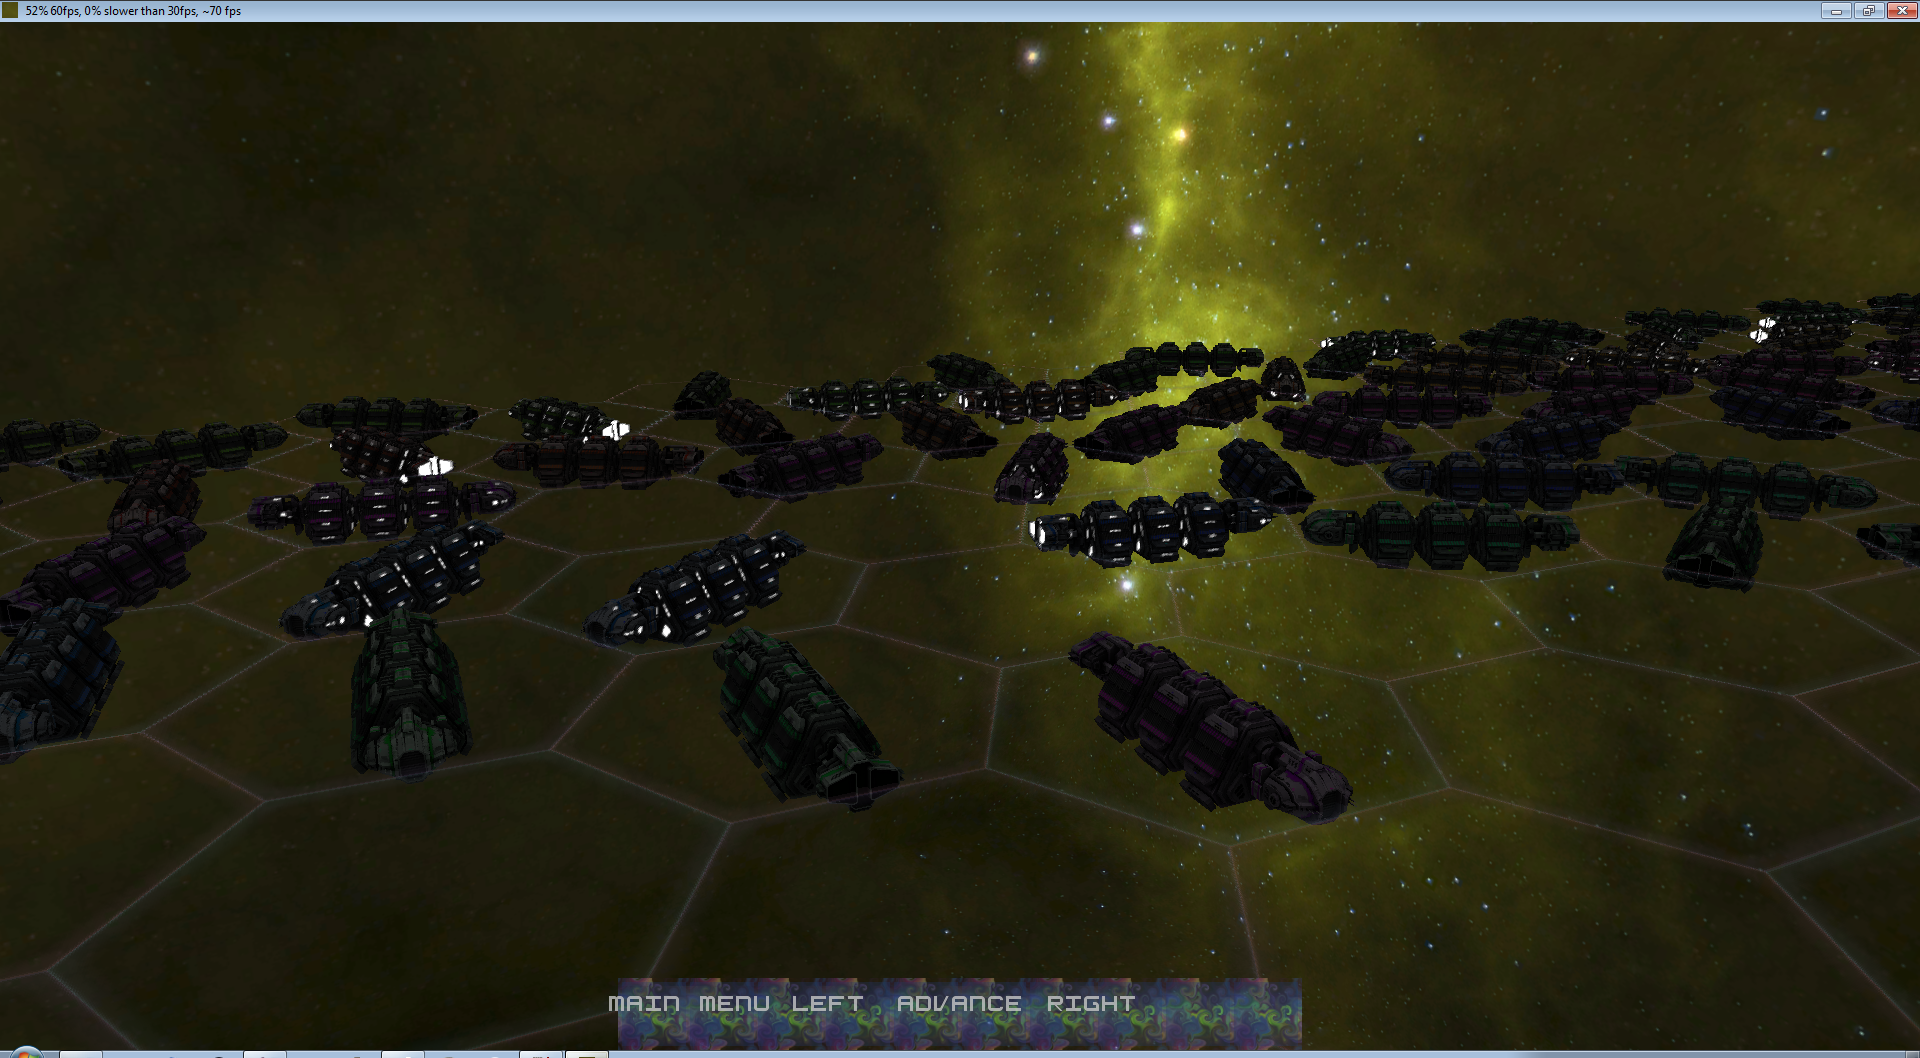 52% 60fps, 0% slower than 30fps, ~70 fps
MAIN MENU LEFT ADVANCE RIGHT